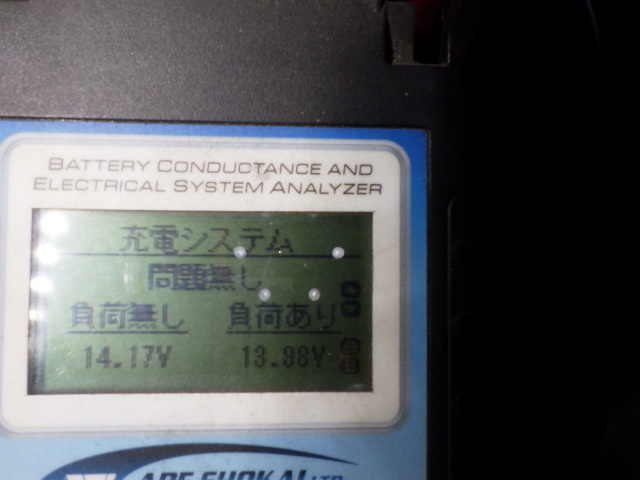 BATTERY CONDUCTANCE AND
ELECTRICAL SYSTEM ANALYZER
充電システム
問題無し
負荷無し 負荷あり
14.17V 13.98V